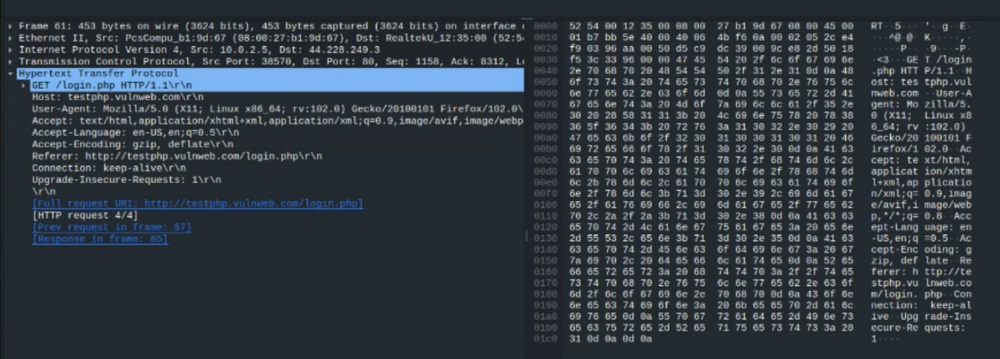 Frame 61: 453 bytes on wire (3624 bits), 453 bytes captured (3624 bits) on interface
Ethernet II, Src: PcsCompu_b1:9d:67 (08:00:27:b1:9d:67), Dst: RealtekU_12:35:00 (52:5
Internet Protocol Version 4, Src: 10.0.2.5, Dst: 44.228.249.3
Transmission Control Protocol, Src Port: 38570, Dst Port: 80, Seq: 1158, Ack: 8312, L
Hypertext Transfer Protocol
GET /login.php HTTP/1.1\r\n
Host: testphp.vulnweb.com\r\n
User-Agent: Mozilla/5.0 (X11; Linux x86_64; rv:102.0) Gecko/20100101 Firefox/102.0\
Accept: text/html,application/xhtml+xml,application/xml;q=0.9,image/avif,image/webp
Accept-Language: en-US,en;q=0.5\r\n
Accept-Encoding: gzip, deflate\r\n
Referer: http://testphp.vulnweb.com/login.php\r\n
Connection: keep-alive\r\n
Upgrade-Insecure-Requests: 1\r\n
\r\n
[Full request URI: http://testphp.vulnweb.com/login.php]
[HTTP request 4/4]
[Prev request in frame: 57]
[Response in frame: 65]
0000 52 54 00 12 35 00 08 00 27 b1 9d 67 08 00 45 00 RT··5···'··g··E·
0010 01 b7 bb 5e 40 00 40 06 4b f6 0a 00 02 05 2c e4 ···^@·@·K·····,·
0020 f9 03 96 aa 00 50 d5 c9 dc 39 00 9c e8 2d 50 18 ·····P···9···-P·
0030 f5 3c 33 96 00 00 47 45 54 20 2f 6c 6f 67 69 6e ·<3···GET /login
0040 2e 70 68 70 20 48 54 54 50 2f 31 2e 31 0d 0a 48 .php HTTP/1.1··H
0050 6f 73 74 3a 20 74 65 73 74 70 68 70 2e 76 75 6c ost: testphp.vul
0060 6e 77 65 62 2e 63 6f 6d 0d 0a 55 73 65 72 2d 41 nweb.com··User-A
0070 67 65 6e 74 3a 20 4d 6f 7a 69 6c 6c 61 2f 35 2e gent: Mozilla/5.
0080 30 20 28 58 31 31 3b 20 4c 69 6e 75 78 20 78 38 0 (X11; Linux x8
0090 36 5f 36 34 3b 20 72 76 3a 31 30 32 2e 30 29 20 6_64; rv:102.0)
00a0 47 65 63 6b 6f 2f 32 30 31 30 30 31 30 31 20 46 Gecko/20100101 F
00b0 69 72 65 66 6f 78 2f 31 30 32 2e 30 0d 0a 41 63 irefox/102.0··Ac
00c0 63 65 70 74 3a 20 74 65 78 74 2f 68 74 6d 6c 2c cept: text/html,
00d0 61 70 70 6c 69 63 61 74 69 6f 6e 2f 78 68 74 6d application/xhtm
00e0 6c 2b 78 6d 6c 2c 61 70 70 6c 69 63 61 74 69 6f l+xml,applicatio
00f0 6e 2f 78 6d 6c 3b 71 3d 30 2e 39 2c 69 6d 61 67 n/xml;q=0.9,imag
0100 65 2f 61 76 69 66 2c 69 6d 61 67 65 2f 77 65 62 e/avif,image/web
0110 70 2c 2a 2f 2a 3b 71 3d 30 2e 38 0d 0a 41 63 63 p,*/*;q=0.8··Acc
0120 65 70 74 2d 4c 61 6e 67 75 61 67 65 3a 20 65 6e ept-Language: en
0130 2d 55 53 2c 65 6e 3b 71 3d 30 2e 35 0d 0a 41 63 -US,en;q=0.5··Ac
0140 63 65 70 74 2d 45 6e 63 6f 64 69 6e 67 3a 20 67 cept-Encoding: g
0150 7a 69 70 2c 20 64 65 66 6c 61 74 65 0d 0a 52 65 zip, deflate··Re
0160 66 65 72 65 72 3a 20 68 74 74 70 3a 2f 2f 74 65 ferer: http://te
0170 73 74 70 68 70 2e 76 75 6c 6e 77 65 62 2e 63 6f stphp.vulnweb.co
0180 6d 2f 6c 6f 67 69 6e 2e 70 68 70 0d 0a 43 6f 6e m/login.php··Con
0190 6e 65 63 74 69 6f 6e 3a 20 6b 65 65 70 2d 61 6c nection: keep-al
01a0 69 76 65 0d 0a 55 70 67 72 61 64 65 2d 49 6e 73 ive··Upgrade-Ins
01b0 65 63 75 72 65 2d 52 65 71 75 65 73 74 73 3a 20 ecure-Requests:
01c0 31 0d 0a 0d 0a 1····